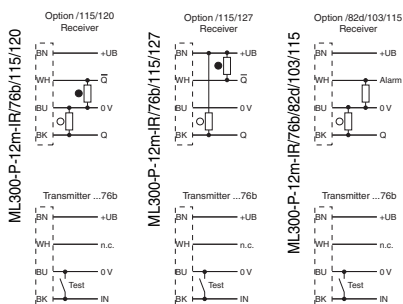 ML300-P-12m-IR/76b/115/120
Option /115/120
Receiver
BN
+UB
WH
Q̅
BU
0 V
BK
Q
Transmitter ...76b
BN
+UB
WH
n.c.
BU
0 V
Test
BK
IN
ML300-P-12m-IR/76b/115/127
Option /115/127
Receiver
BN
+UB
WH
Q̅
BU
0 V
BK
Q
Transmitter ...76b
BN
+UB
WH
n.c.
BU
0 V
Test
BK
IN
ML300-P-12m-IR/76b/82d/103/115
Option /82d/103/115
Receiver
BN
+UB
WH
Alarm
BU
0 V
BK
Q
Transmitter ...76b
BN
+UB
WH
n.c.
BU
0 V
Test
BK
IN